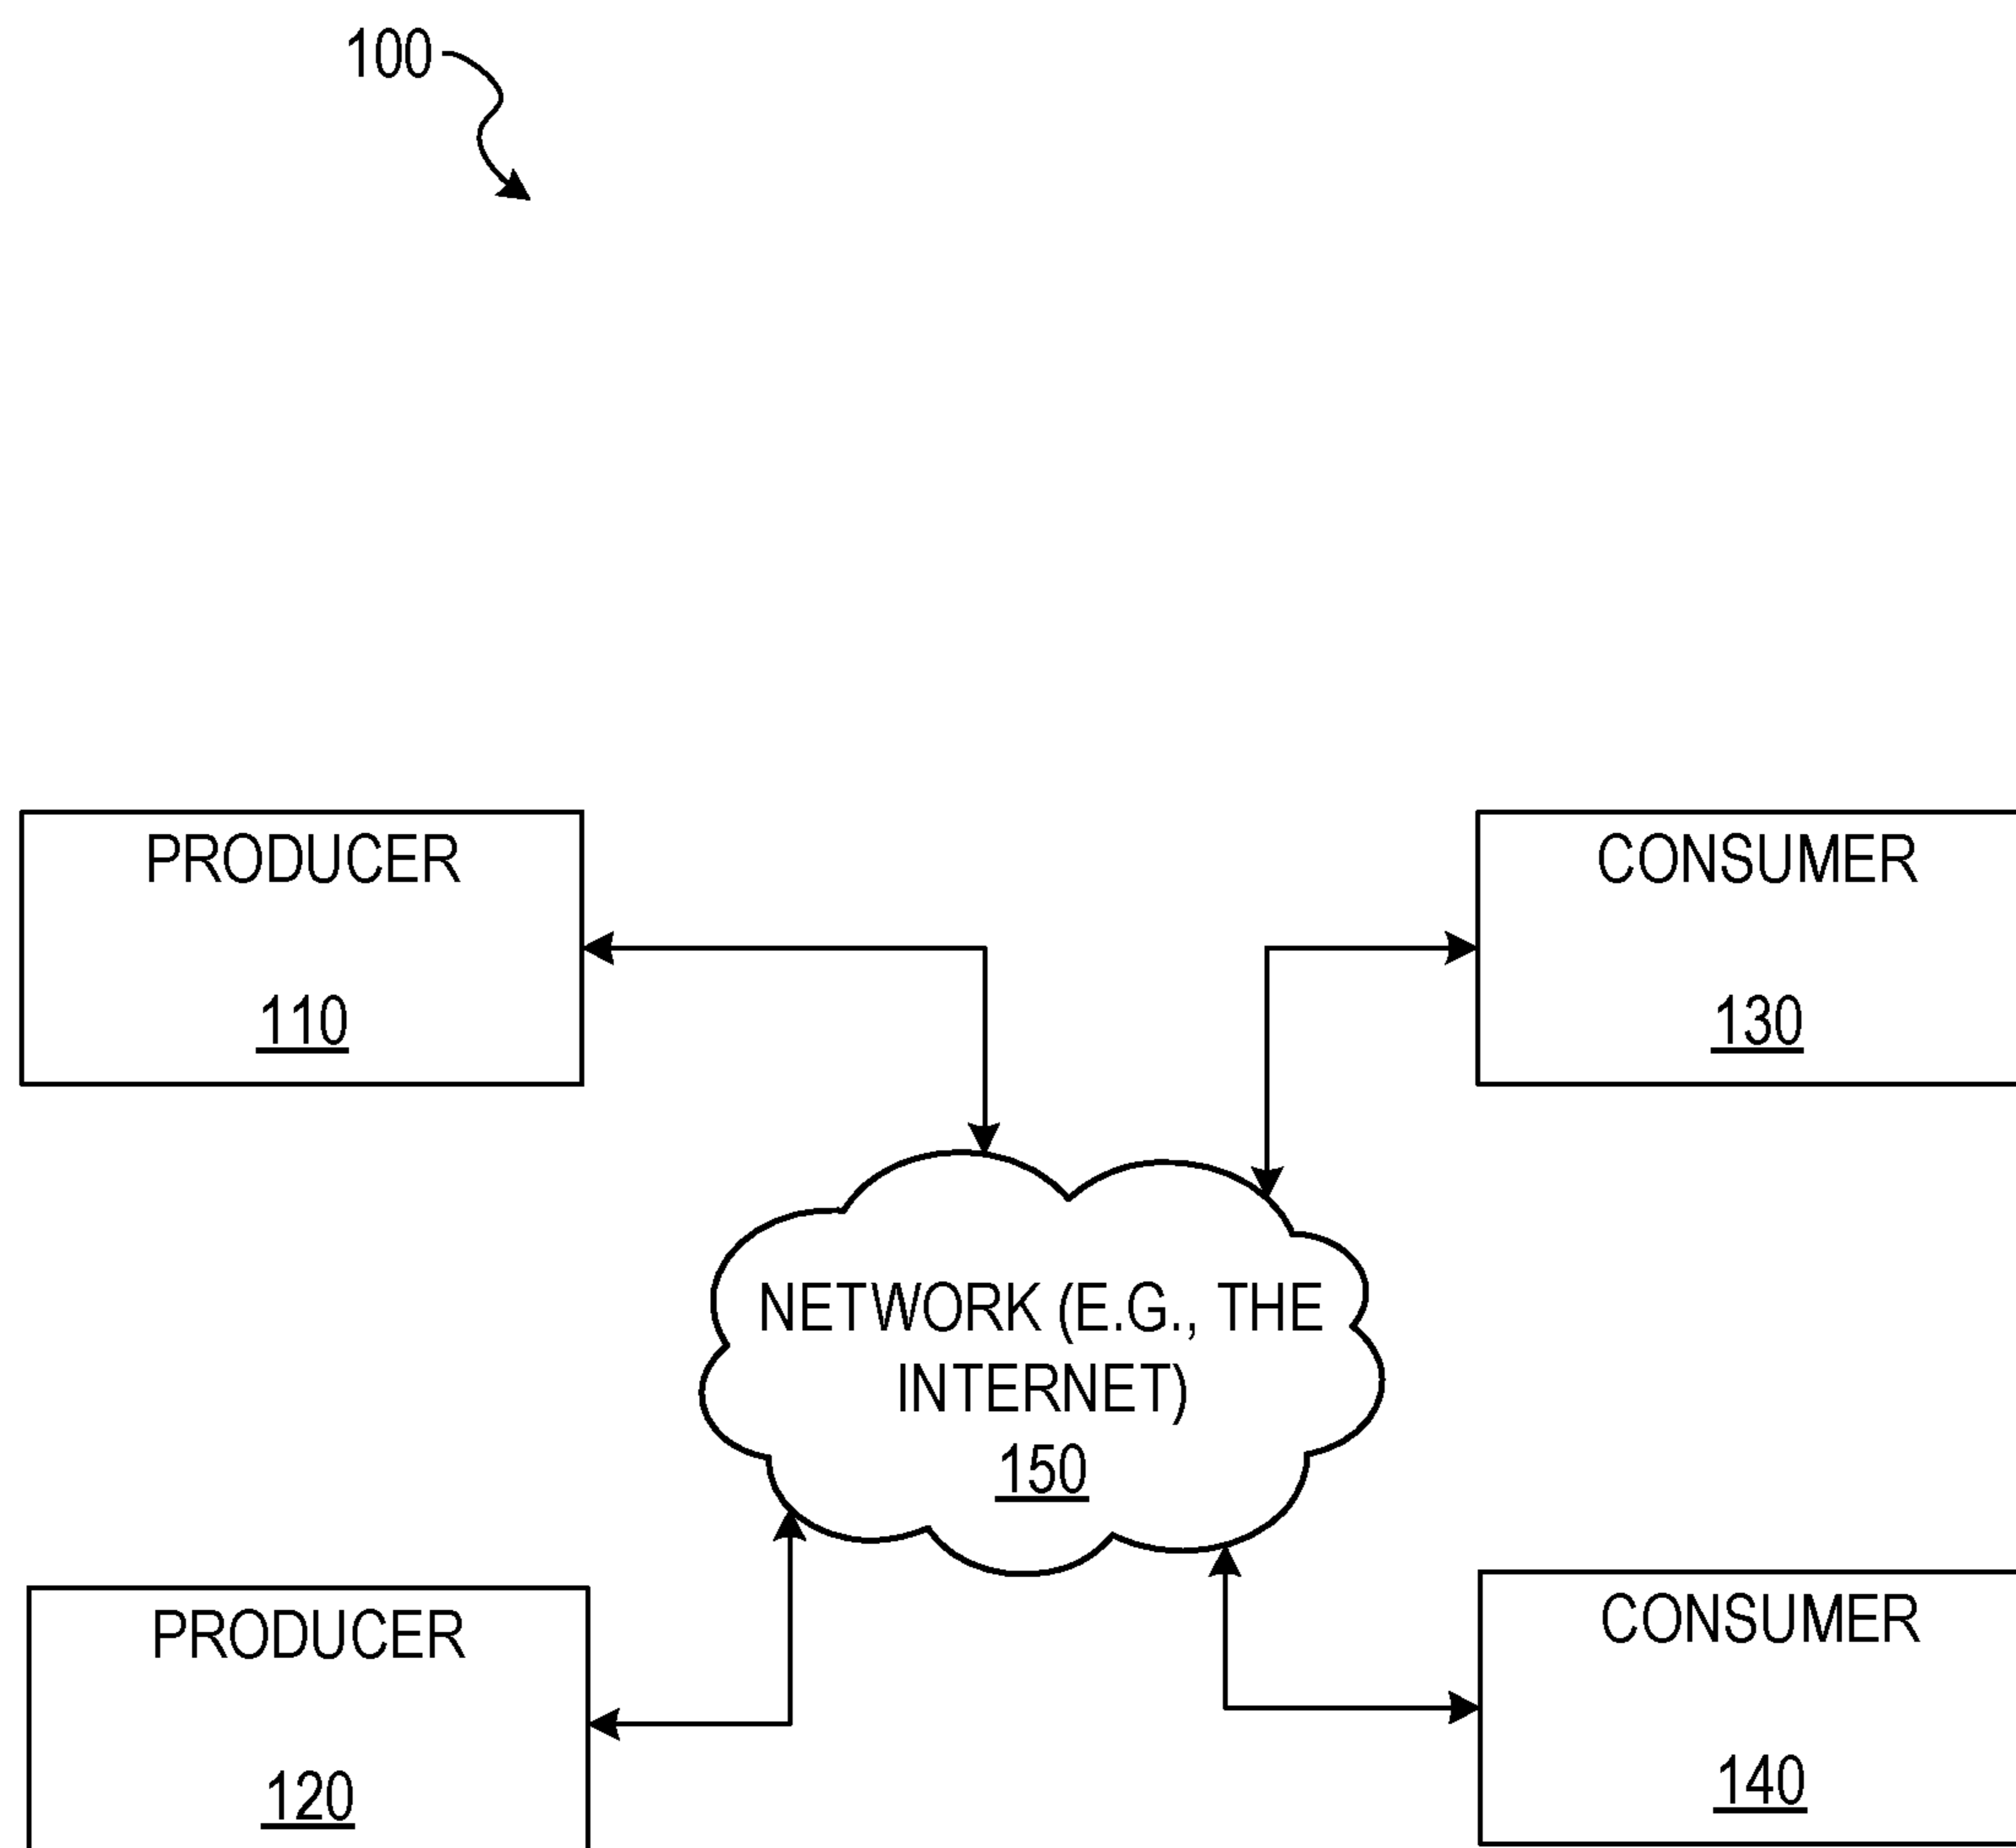 100
PRODUCER
110
CONSUMER
130
NETWORK (E.G., THE
INTERNET)
150
PRODUCER
120
CONSUMER
140